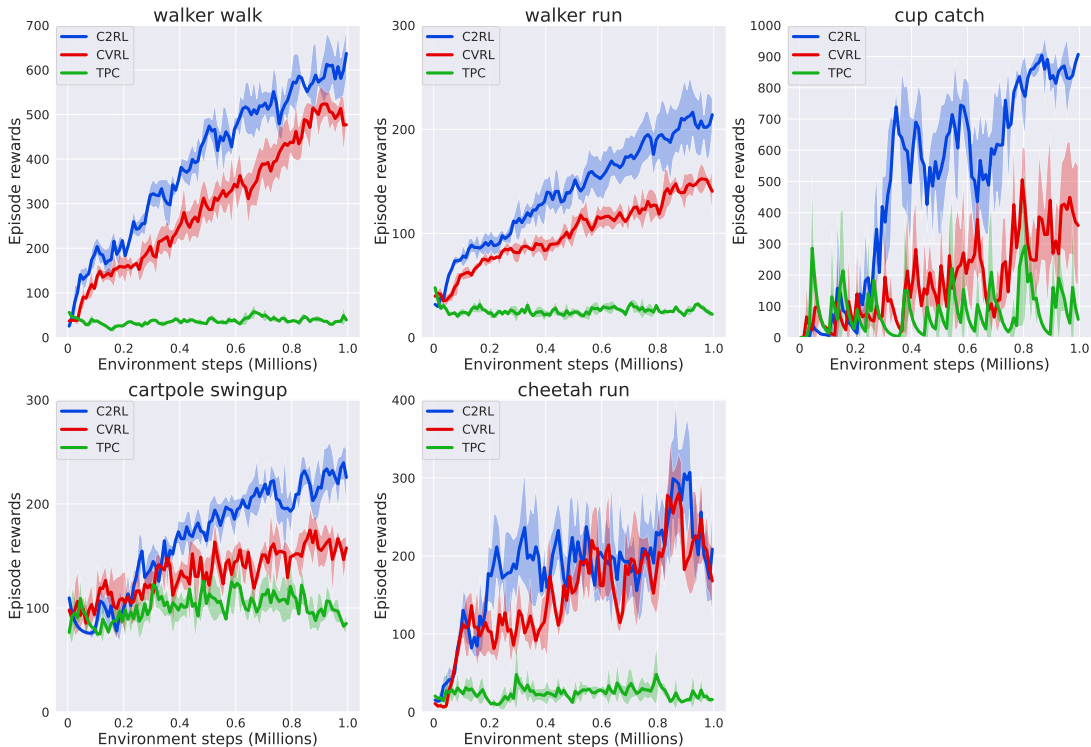 walker walk
C2RL
CVRL
TPC
Episode rewards
700
600
500
400
300
200
100
0
0 0.2 0.4 0.6 0.8 1.0
Environment steps (Millions)
walker run
C2RL
CVRL
TPC
Episode rewards
300
200
100
0
0 0.2 0.4 0.6 0.8 1.0
Environment steps (Millions)
cup catch
C2RL
CVRL
TPC
Episode rewards
1000
900
800
700
600
500
400
300
200
100
0
0 0.2 0.4 0.6 0.8 1.0
Environment steps (Millions)
cartpole swingup
C2RL
CVRL
TPC
Episode rewards
300
200
100
0
0 0.2 0.4 0.6 0.8 1.0
Environment steps (Millions)
cheetah run
C2RL
CVRL
TPC
Episode rewards
400
300
200
100
0
0 0.2 0.4 0.6 0.8 1.0
Environment steps (Millions)